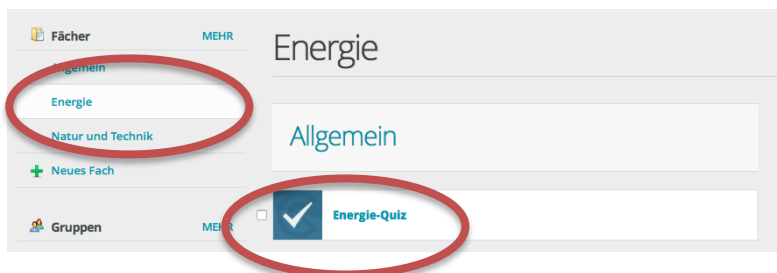 Fächer MEHR
Allgemein
Energie
Natur und Technik
Neues Fach
Gruppen MEHR
Energie
Allgemein
Energie-Quiz